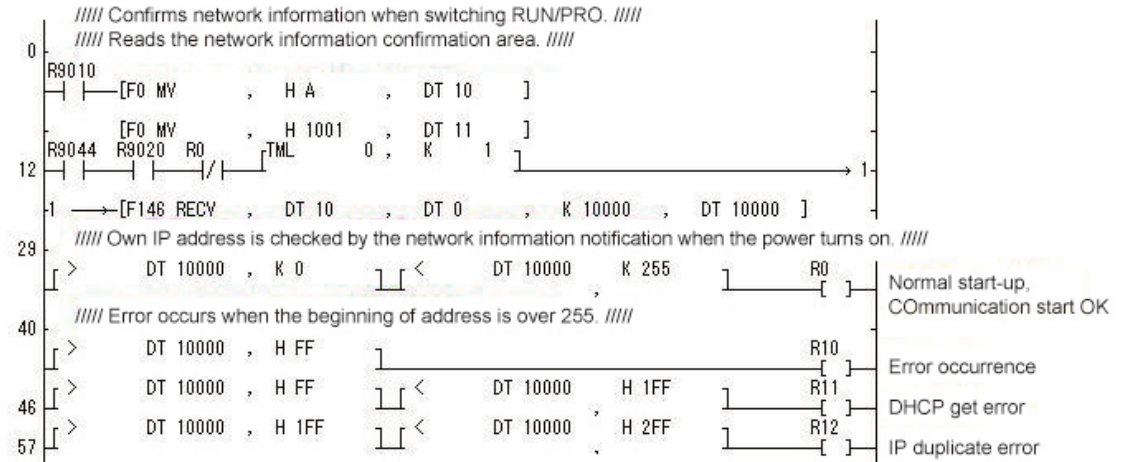 ///// Confirms network information when switching RUN/PRO. /////
///// Reads the network information confirmation area. /////
0
R9010
[F0 MV , H A , DT 10 ]
[F0 MV , H 1001 , DT 11 ]
R9044 R9020 R0 TML 0 , K 1
12 1
1 [F146 RECV , DT 10 , DT 0 , K 10000 , DT 10000 ]
///// Own IP address is checked by the network information notification when the power turns on. /////
29
> DT 10000 , K 0 < DT 10000 , K 255 R0
Normal start-up,
COmmunication start OK
///// Error occurs when the beginning of address is over 255. /////
40
> DT 10000 , H FF R10
Error occurrence
> DT 10000 , H FF < DT 10000 , H 1FF R11
46 DHCP get error
> DT 10000 , H 1FF < DT 10000 , H 2FF R12
57 IP duplicate error